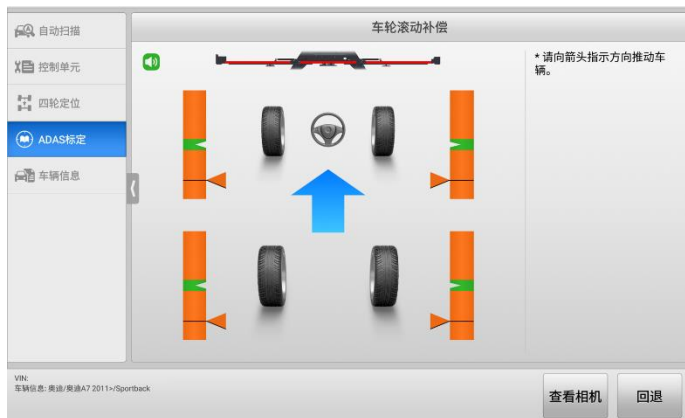 车轮滚动补偿
自动扫描
控制单元
四轮定位
ADAS标定
车辆信息
*请向箭头指示方向推动车
辆。
VIN:
车辆信息: 奥迪/奥迪A7 2011>/Sportback
查看相机
回退